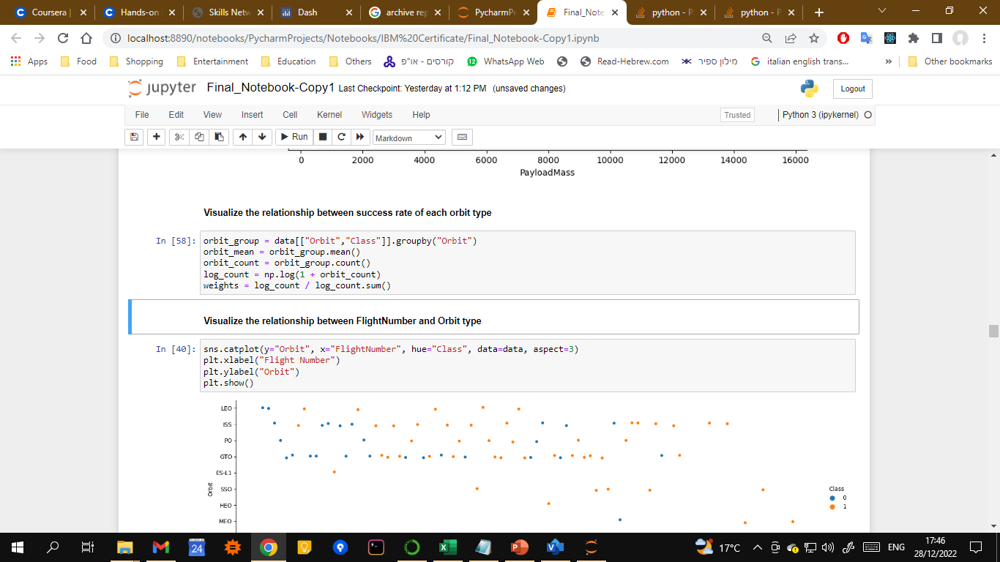 Coursera |
Hands-on
Skills Netw
Dash
archive rep
PycharmPr
Final_Note
python - P
python - P
localhost:8890/notebooks/PycharmProjects/Notebooks/IBM%20Certificate/Final_Notebook-Copy1.ipynb
Apps Food Shopping Entertainment Education Others קורסים - או"פ WhatsApp Web Read-Hebrew.com מילון ספיר italian english trans... » Other bookmarks
jupyter Final_Notebook-Copy1 Last Checkpoint: Yesterday at 1:12 PM (unsaved changes) Logout
File Edit View Insert Cell Kernel Widgets Help Trusted Python 3 (ipykernel)
Run Markdown
0 2000 4000 6000 8000 10000 12000 14000 16000
PayloadMass
Visualize the relationship between success rate of each orbit type
In [58]: orbit_group = data[["Orbit","Class"]].groupby("Orbit")
orbit_mean = orbit_group.mean()
orbit_count = orbit_group.count()
log_count = np.log(1 + orbit_count)
weights = log_count / log_count.sum()
Visualize the relationship between FlightNumber and Orbit type
In [40]: sns.catplot(y="Orbit", x="FlightNumber", hue="Class", data=data, aspect=3)
plt.xlabel("Flight Number")
plt.ylabel("Orbit")
plt.show()
LEO
ISS
PO
GTO
ES-L1
SSO
HEO
MEO
Orbit
Class
0
1
24
17°C
ENG
17:46
28/12/2022